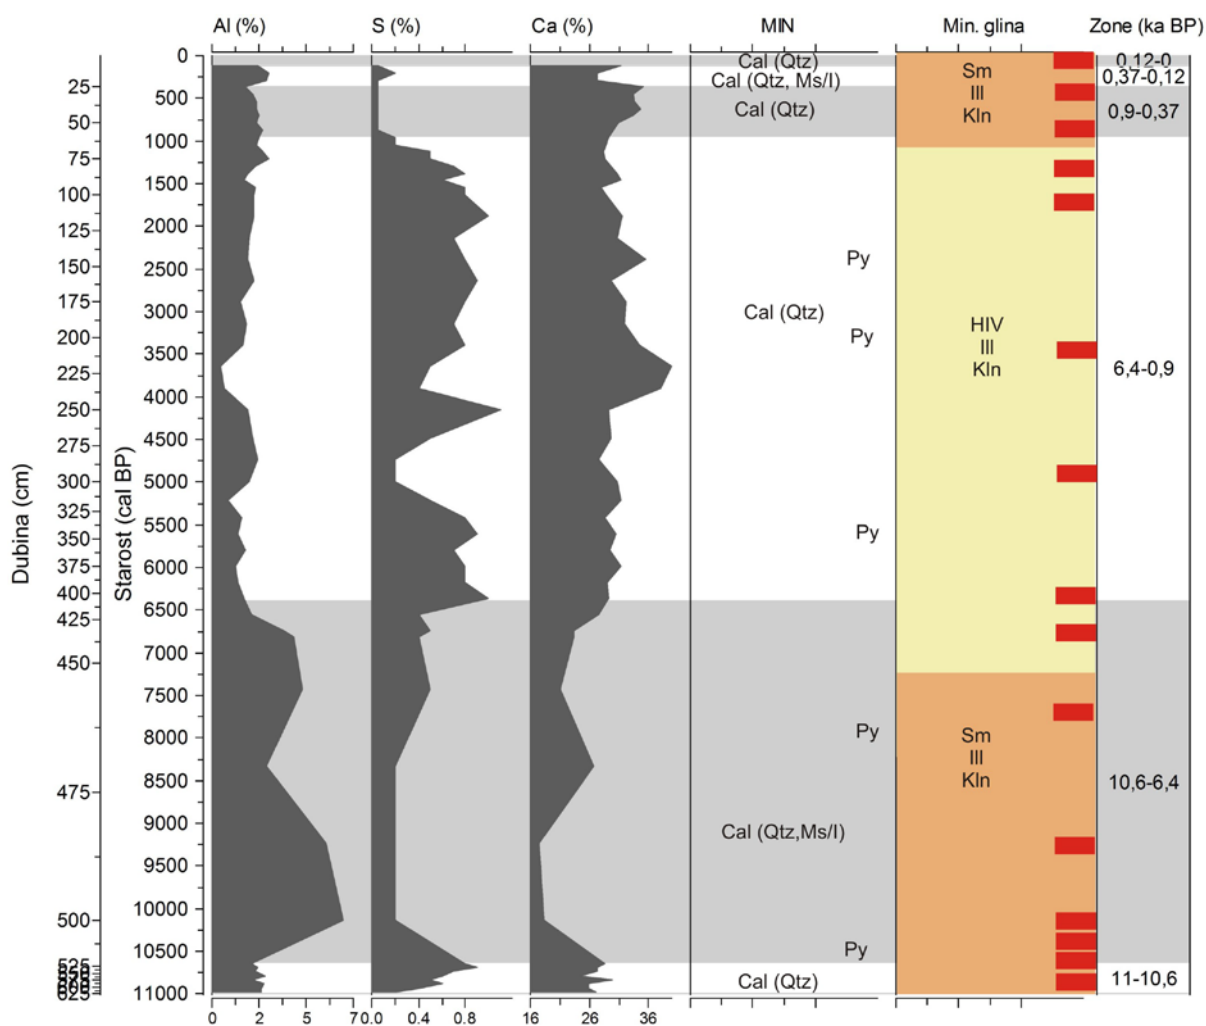 Al (%) S (%) Ca (%) MIN Min. glina Zone (ka BP)
Dubina (cm)
25
50
75
100
125
150
175
200
225
250
275
300
325
350
375
400
425
450
475
500
525
625
Starost (cal BP)
0
500
1000
1500
2000
2500
3000
3500
4000
4500
5000
5500
6000
6500
7000
7500
8000
8500
9000
9500
10000
10500
11000
0 2 4 6 7 0.0 0.4 0.8 16 26 36
Cal (Qtz)
Cal (Qtz, Ms/I)
Cal (Qtz)
Py
Cal (Qtz)
Py
Py
Py
Cal (Qtz,Ms/I)
Py
Cal (Qtz)
Sm
Ill
Kln
HIV
Ill
Kln
Sm
Ill
Kln
0,12-0
0,37-0,12
0,9-0,37
6,4-0,9
10,6-6,4
11-10,6